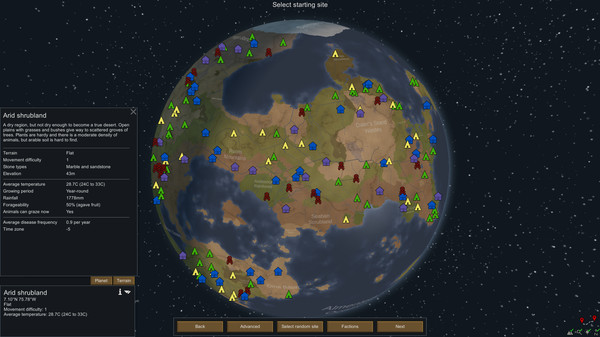 Select starting site
Arid shrubland
A dry region, but not dry enough to become a true desert. Open
plains with grasses and bushes give way to scattered groves of
trees. Plants are hardy and there is a moderate density of
animals, but arable soil is hard to find.
Terrain Flat
Movement difficulty 1
Stone types Marble and sandstone
Elevation 43m
Average temperature 28.7C (24C to 33C)
Growing period Year-round
Rainfall 1778mm
Forageability 50% (agave fruit)
Animals can graze now Yes
Average disease frequency 0.9 per year
Time zone -5
Planet Terrain
Arid shrubland
7.10°N 73.75°W
Flat
Movement difficulty: 1
Average temperature: 28.7C (24C to 33C)
Back Advanced Select random site Factions Next